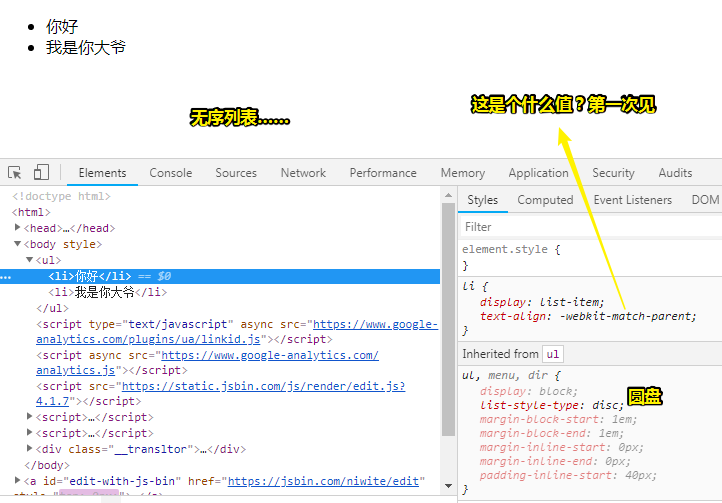 你好
我是你大爷
无序列表......
这是个什么值？第一次见
Elements Console Sources Network Performance Memory Application Security Audits
<!doctype html>
<html>
<head>…</head>
<body style>
<ul>
<li>你好</li> == $0
<li>我是你大爷</li>
</ul>
<script type="text/javascript" async src="https://www.google-
analytics.com/plugins/ua/linkid.js"></script>
<script async src="https://www.google-analytics.com/
analytics.js"></script>
<script src="https://static.jsbin.com/js/render/edit.js?
4.1.7"></script>
<script>…</script>
<script>…</script>
<div class="__transltor">…</div>
</body>
<a id="edit-with-js-bin" href="https://jsbin.com/niwite/edit"
Styles Computed Event Listeners DOM
Filter
element.style {
}
li {
display: list-item;
text-align: -webkit-match-parent;
}
Inherited from ul
ul, menu, dir {
display: block;
list-style-type: disc;
圆盘
margin-block-start: 1em;
margin-block-end: 1em;
margin-inline-start: 0px;
margin-inline-end: 0px;
padding-inline-start: 40px;
}